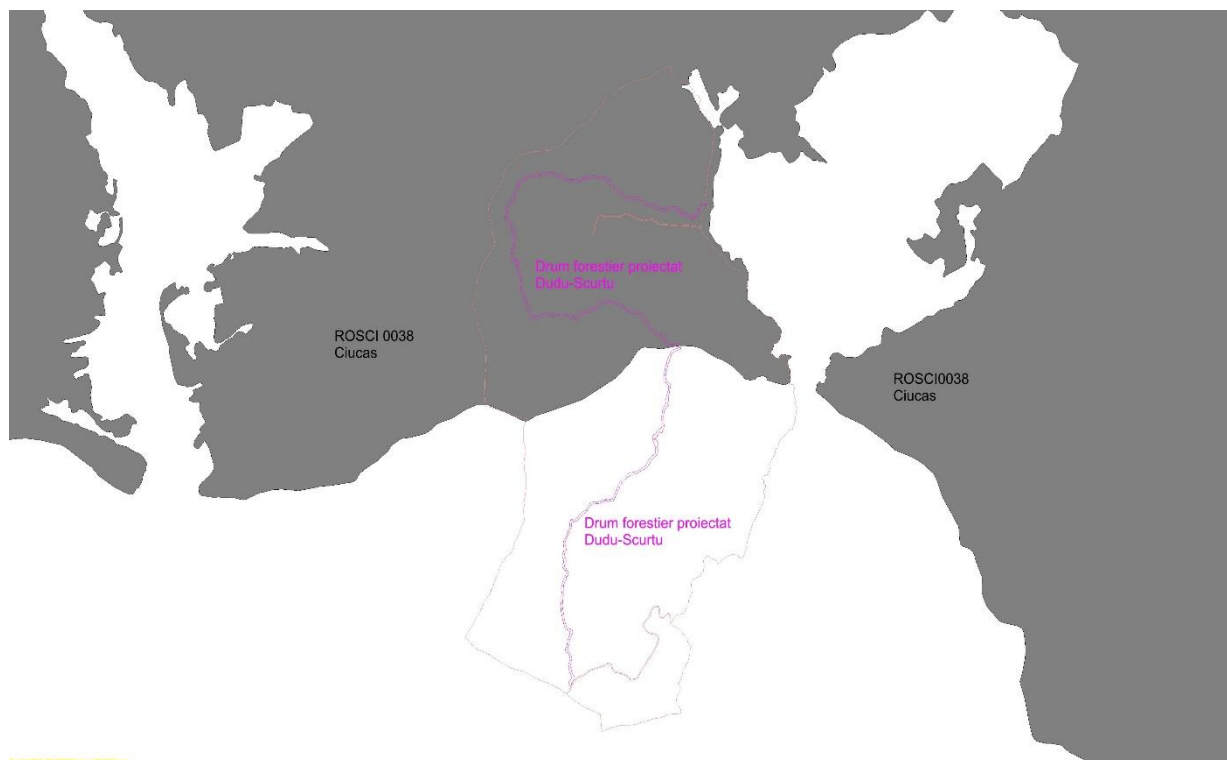 Drum forestier proiectat
Dudu-Scurtu
ROSCI 0038
Ciucas
ROSCI0038
Ciucas
Drum forestier proiectat
Dudu-Scurtu